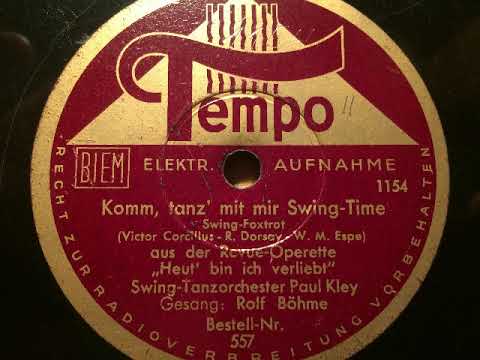 Tempo
11
BIEM ELEKTR. AUFNAHME
1154
Komm, tanz' mit mir Swing-Time
Swing-Foxtrot
(Victor Corzilius - R. Dorsay - W. M. Espe)
aus der Revue-Operette
„Heut' bin ich verliebt"
Swing-Tanzorchester Paul Kley
Gesang: Rolf Böhme
Bestell-Nr.
557
RECHT ZUR RADIOVERBREITUNG VORBEHALTEN